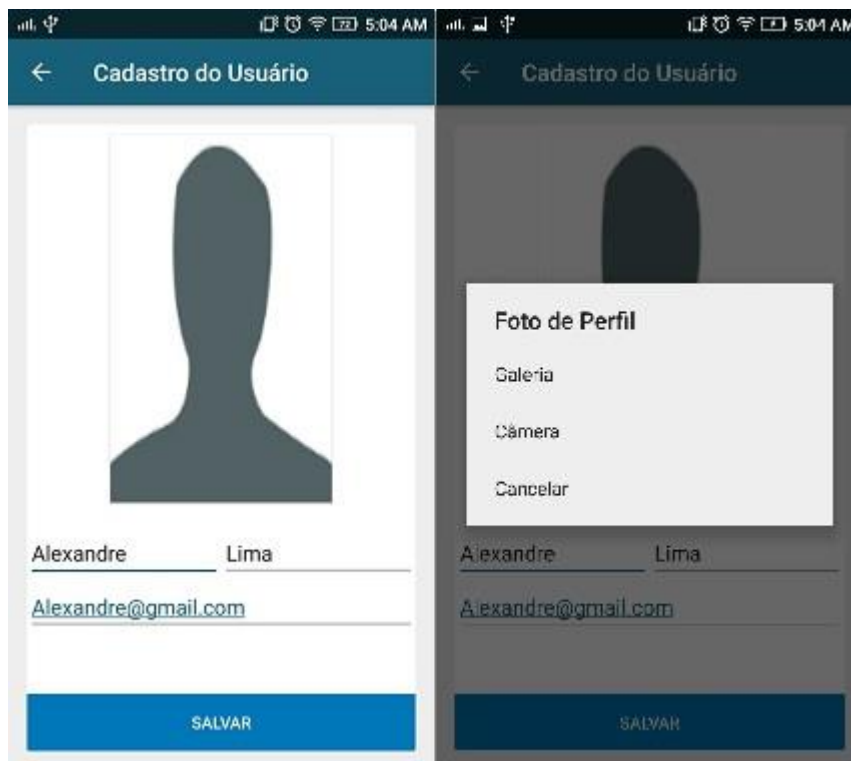 72 5:04 AM
Cadastro do Usuário
Alexandre Lima
Alexandre@gmail.com
SALVAR
5:04 AM
Cadastro do Usuário
Foto de Perfil
Galeria
Câmera
Cancelar
Alexandre Lima
Alexandre@gmail.com
SALVAR